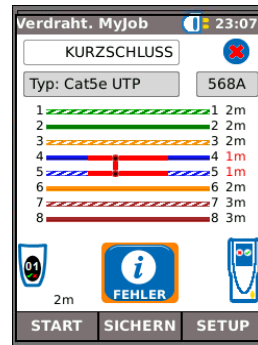 Verdraht. MyJob 23:07
KURZSCHLUSS
Typ: Cat5e UTP 568A
1 1 2m
2 2 2m
3 3 2m
4 4 1m
5 5 1m
6 6 2m
7 7 3m
8 8 3m
01
i
2m
FEHLER
START SICHERN SETUP